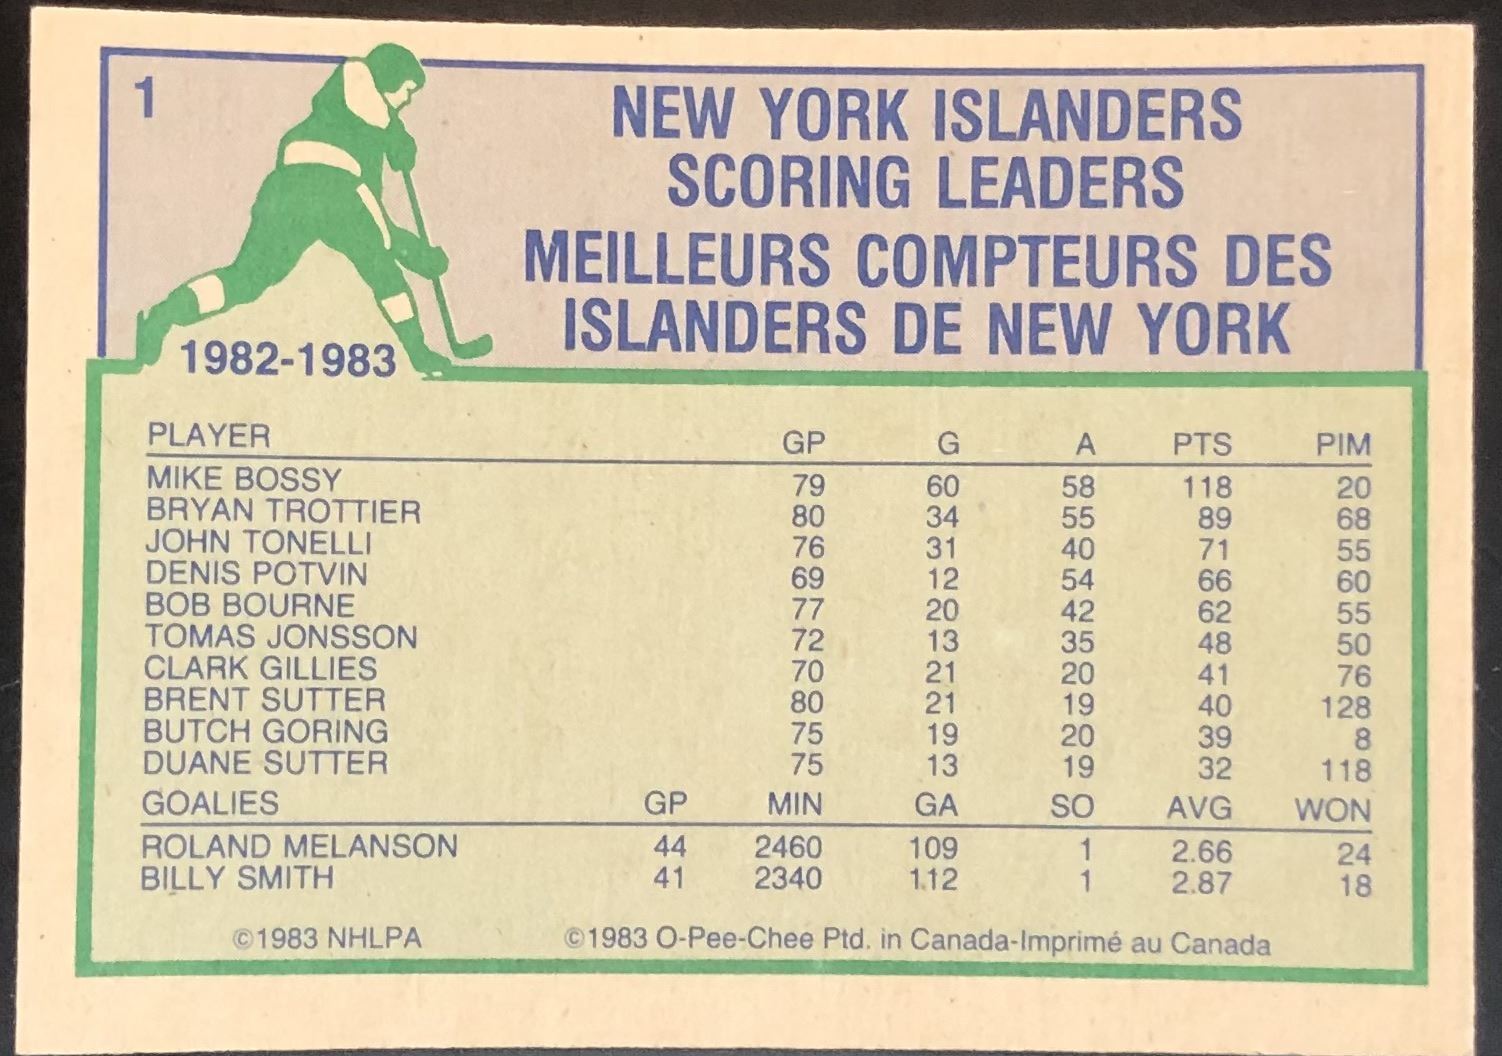 1
NEW YORK ISLANDERS
SCORING LEADERS
MEILLEURS COMPTEURS DES
ISLANDERS DE NEW YORK
1982-1983
PLAYER GP G A PTS PIM
MIKE BOSSY 79 60 58 118 20
BRYAN TROTTIER 80 34 55 89 68
JOHN TONELLI 76 31 40 71 55
DENIS POTVIN 69 12 54 66 60
BOB BOURNE 77 20 42 62 55
TOMAS JONSSON 72 13 35 48 50
CLARK GILLIES 70 21 20 41 76
BRENT SUTTER 80 21 19 40 128
BUTCH GORING 75 19 20 39 8
DUANE SUTTER 75 13 19 32 118
GOALIES GP MIN GA SO AVG WON
ROLAND MELANSON 44 2460 109 1 2.66 24
BILLY SMITH 41 2340 112 1 2.87 18
©1983 NHLPA ©1983 O-Pee-Chee Ptd. in Canada-Imprimé au Canada